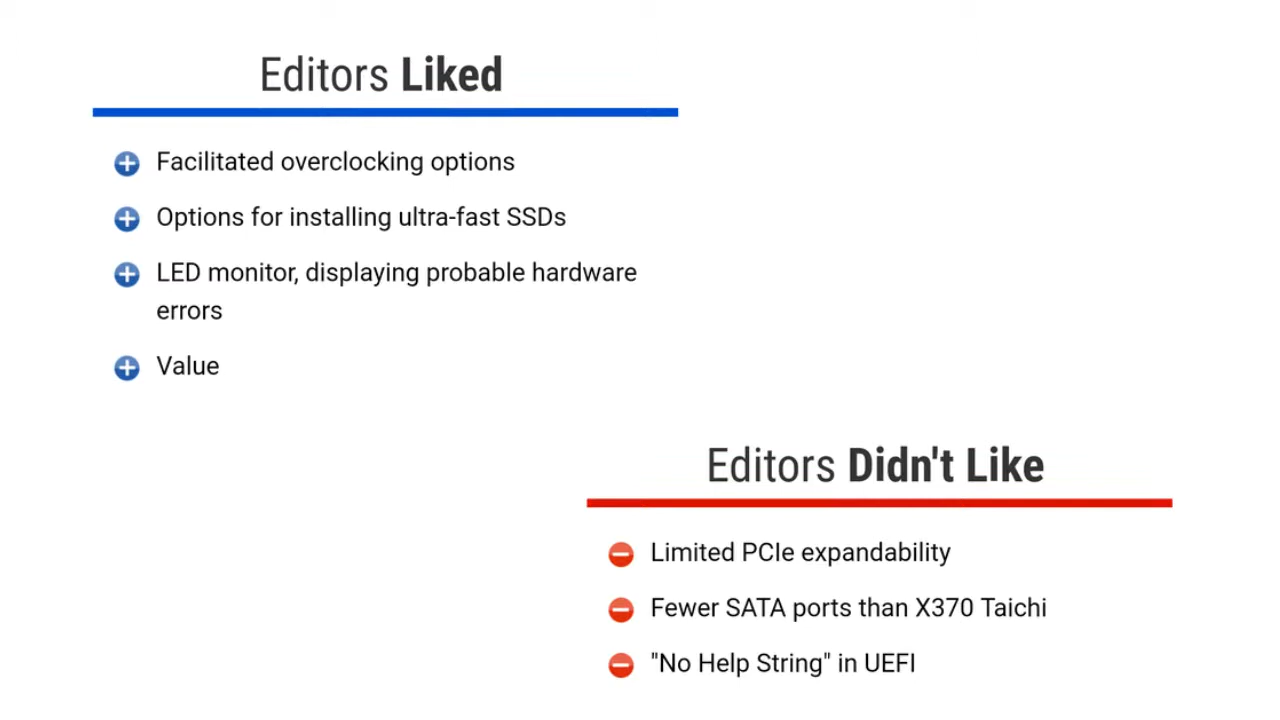 Editors Liked
Facilitated overclocking options
Options for installing ultra-fast SSDs
LED monitor, displaying probable hardware
errors
Value
Editors Didn't Like
Limited PCIe expandability
Fewer SATA ports than X370 Taichi
"No Help String" in UEFI